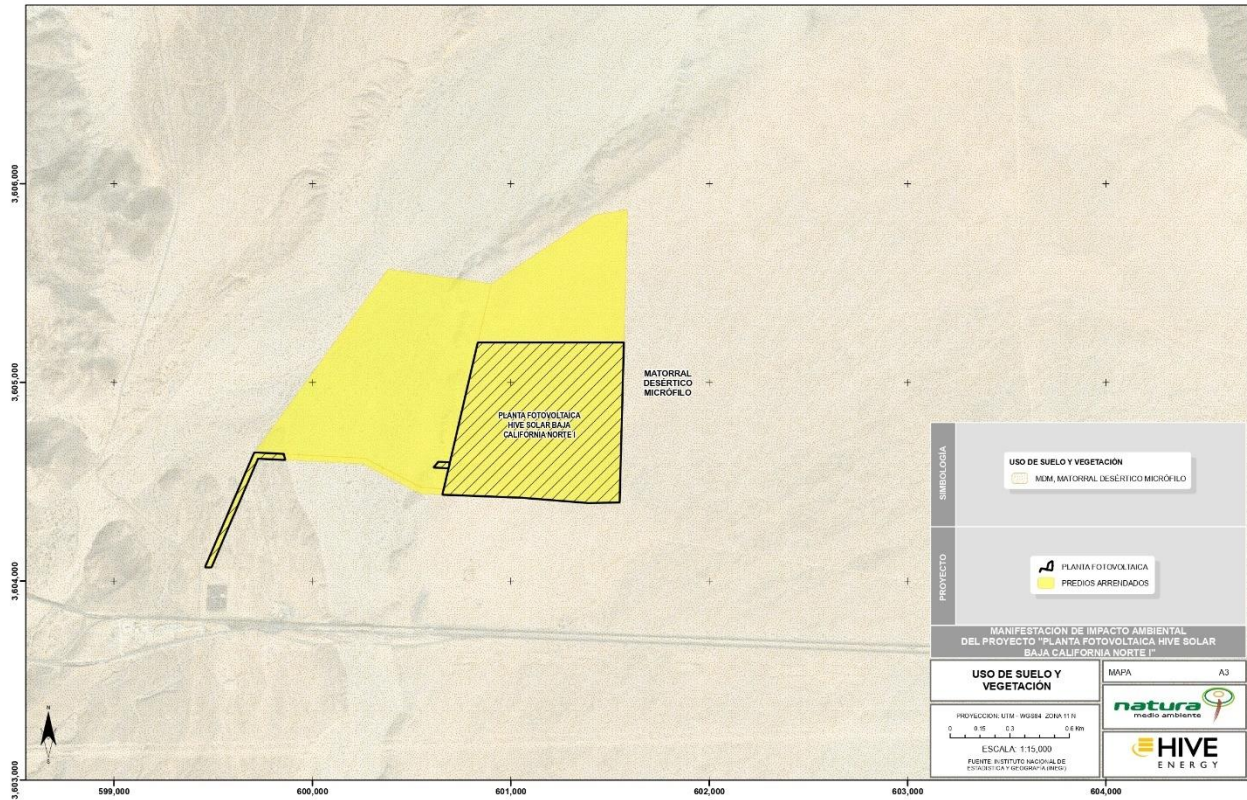 3,606,000
3,605,000
3,604,000
3,603,000
599,000
600,000
601,000
602,000
603,000
604,000
MATORRAL
DESÉRTICO
MICRÓFILO
PLANTA FOTOVOLTAICA
HIVE SOLAR BAJA
CALIFORNIA NORTE I
N
S
SIMBOLOGÍA
USO DE SUELO Y VEGETACIÓN
MDM, MATORRAL DESÉRTICO MICRÓFILO
PROYECTO
PLANTA FOTOVOLTAICA
PREDIOS ARRENDADOS
MANIFESTACIÓN DE IMPACTO AMBIENTAL
DEL PROYECTO "PLANTA FOTOVOLTAICA HIVE SOLAR
BAJA CALIFORNIA NORTE I"
USO DE SUELO Y
VEGETACIÓN
MAPA A3
PROYECCIÓN: UTM - WGS84 ZONA 11 N
0 0.15 0.3 0.6 Km
ESCALA: 1:15,000
FUENTE: INSTITUTO NACIONAL DE
ESTADÍSTICA Y GEOGRAFÍA (INEGI)
natura
medio ambiente
HIVE
ENERGY